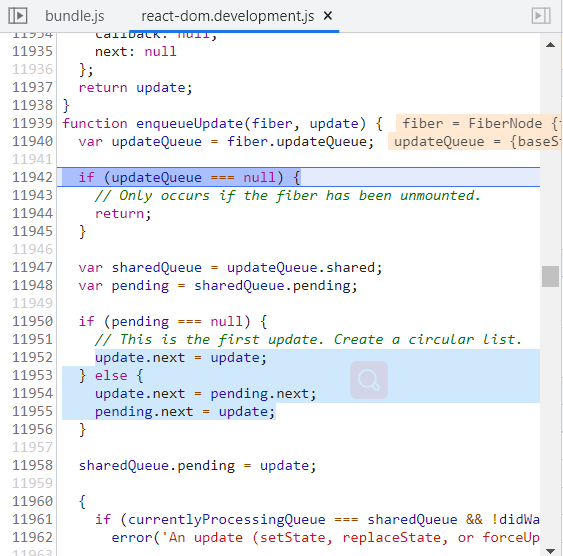 bundle.js react-dom.development.js ×
11934 callback: null,
11935 next: null
11936 };
11937 return update;
11938 }
11939 function enqueueUpdate(fiber, update) { fiber = FiberNode {
11940 var updateQueue = fiber.updateQueue; updateQueue = {baseS
11941
11942 if (updateQueue === null) {
11943 // Only occurs if the fiber has been unmounted.
11944 return;
11945 }
11946
11947 var sharedQueue = updateQueue.shared;
11948 var pending = sharedQueue.pending;
11949
11950 if (pending === null) {
11951 // This is the first update. Create a circular list.
11952 update.next = update;
11953 } else {
11954 update.next = pending.next;
11955 pending.next = update;
11956 }
11957
11958 sharedQueue.pending = update;
11959
11960 {
11961 if (currentlyProcessingQueue === sharedQueue && !didWa
11962 error('An update (setState, replaceState, or forceUp
11963